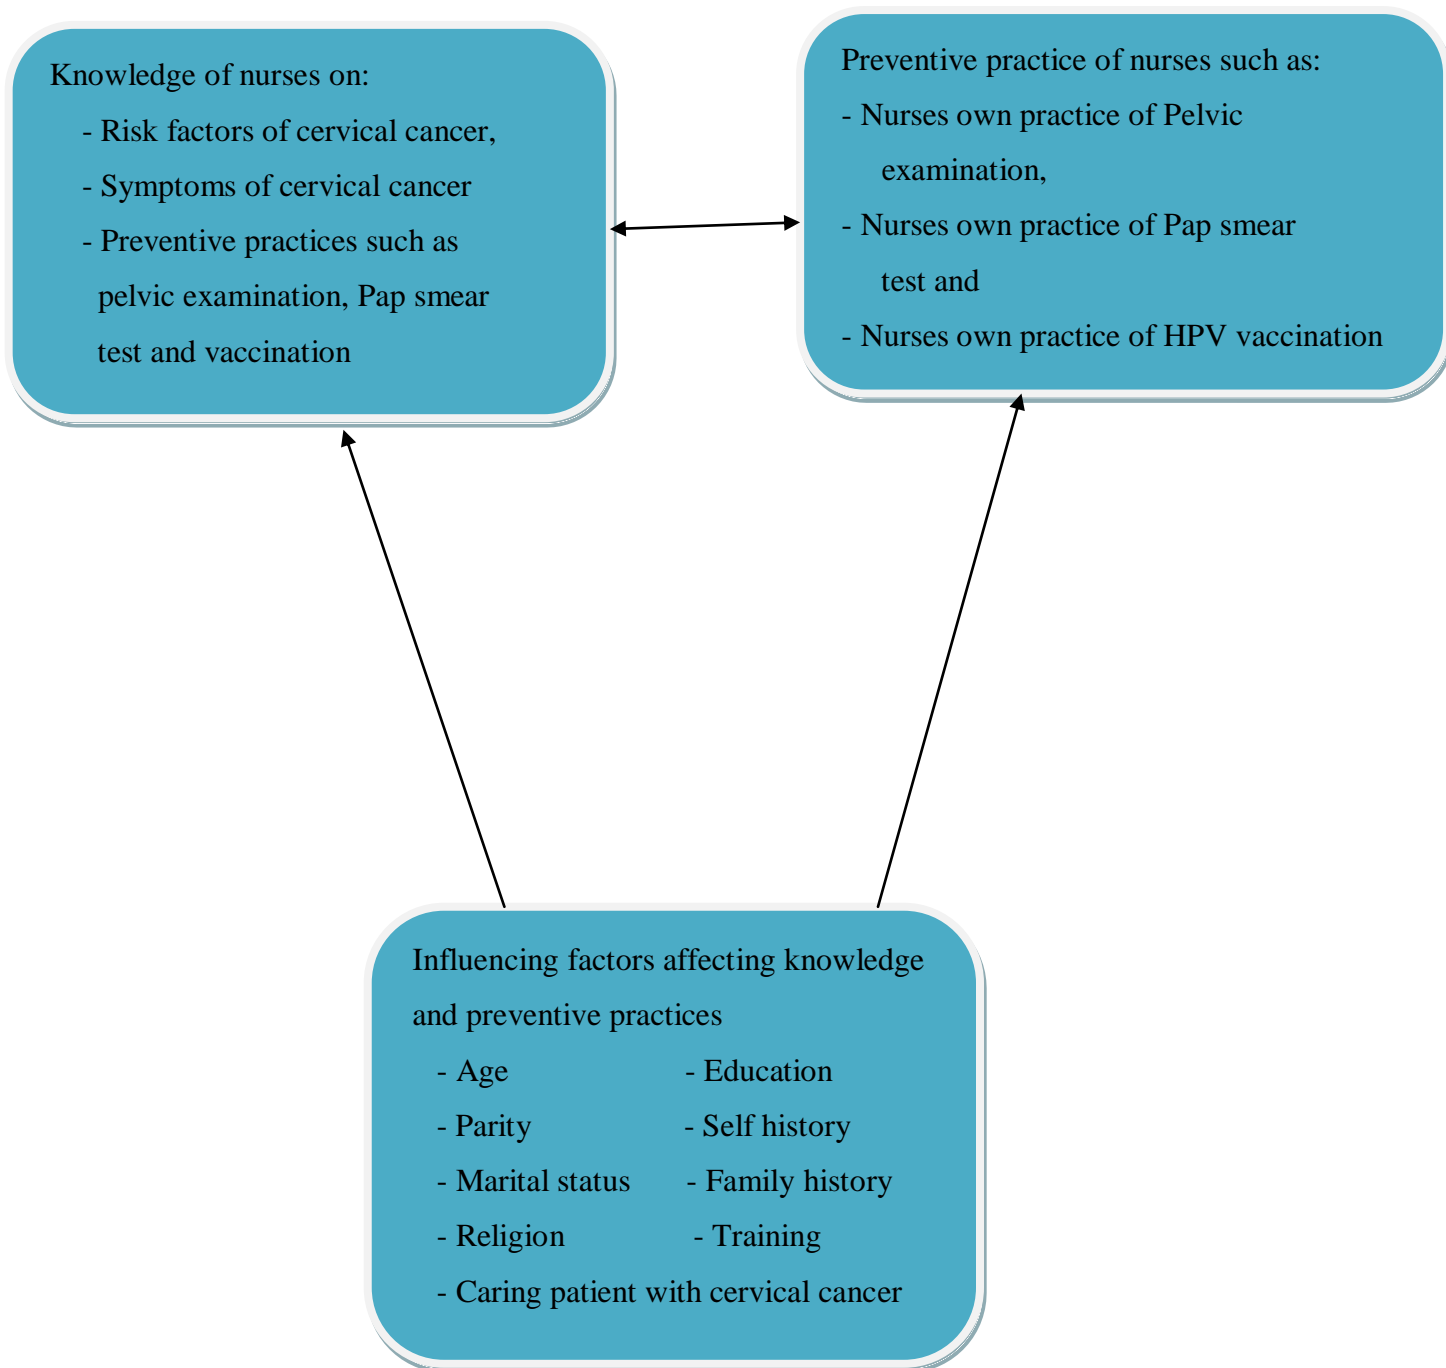 Knowledge of nurses on:
- Risk factors of cervical cancer,
- Symptoms of cervical cancer
- Preventive practices such as
pelvic examination, Pap smear
test and vaccination
Preventive practice of nurses such as:
- Nurses own practice of Pelvic
examination,
- Nurses own practice of Pap smear
test and
- Nurses own practice of HPV vaccination
Influencing factors affecting knowledge
and preventive practices
- Age - Education
- Parity - Self history
- Marital status - Family history
- Religion - Training
- Caring patient with cervical cancer